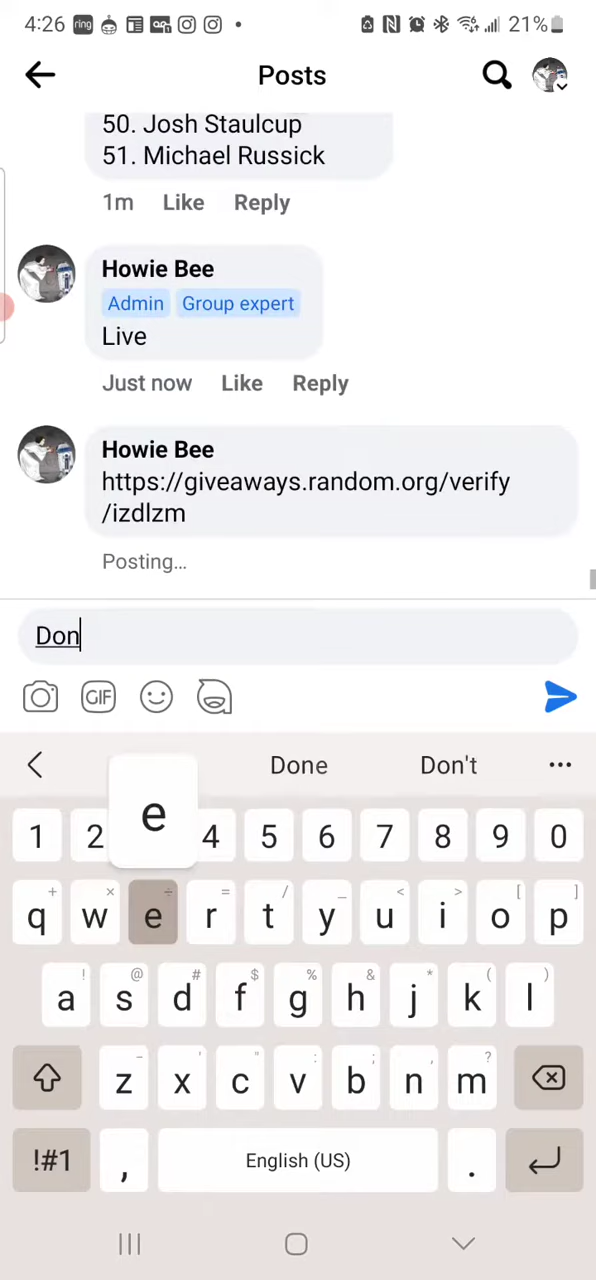 4:26 ring 21%
Posts
50. Josh Staulcup
51. Michael Russick
1m Like Reply
Howie Bee
Admin Group expert
Live
Just now Like Reply
Howie Bee
https://giveaways.random.org/verify
/izdlzm
Posting...
Don
GIF
Done Don't ...
e
1 2 4 5 6 7 8 9 0
+ × ÷ = / _ < > [ ]
q w e r t y u i o p
! @ # $ % & * ( )
a s d f g h j k l
- ' " : ; , ?
z x c v b n m
!#1 , English (US) .